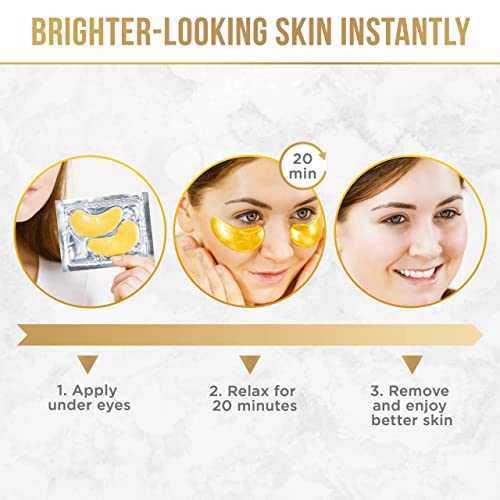 BRIGHTER-LOOKING SKIN INSTANTLY
20
min
1. Apply
under eyes
2. Relax for
20 minutes
3. Remove
and enjoy
better skin